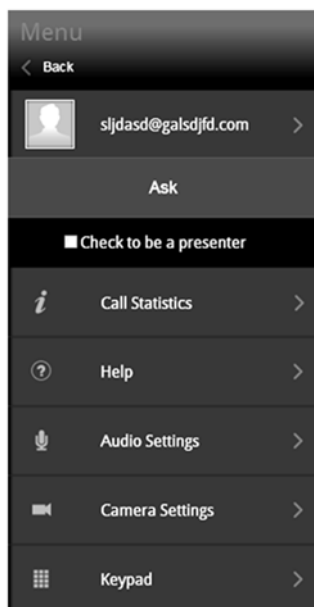 Menu
Back
sljdasd@galsdjfd.com
Ask
Check to be a presenter
Call Statistics
Help
Audio Settings
Camera Settings
Keypad